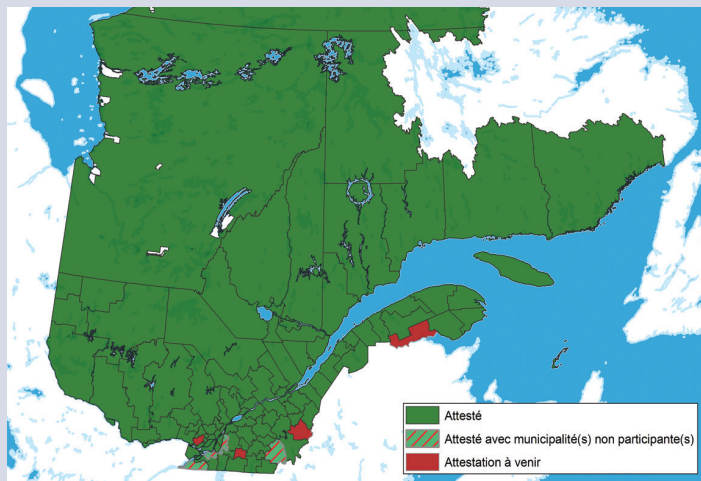 Attesté
Attesté avec municipalité(s) non participante(s)
Attestation à venir